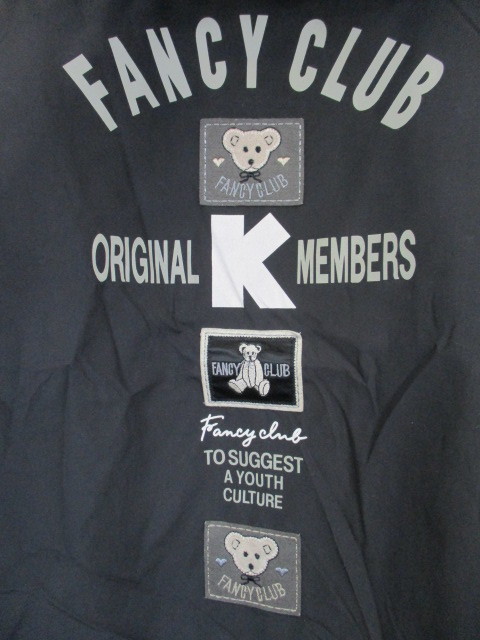 FANCY CLUB
FANCY CLUB
ORIGINAL K MEMBERS
FANCY CLUB
Fancy club
TO SUGGEST
A YOUTH
CULTURE
FANCY CLUB